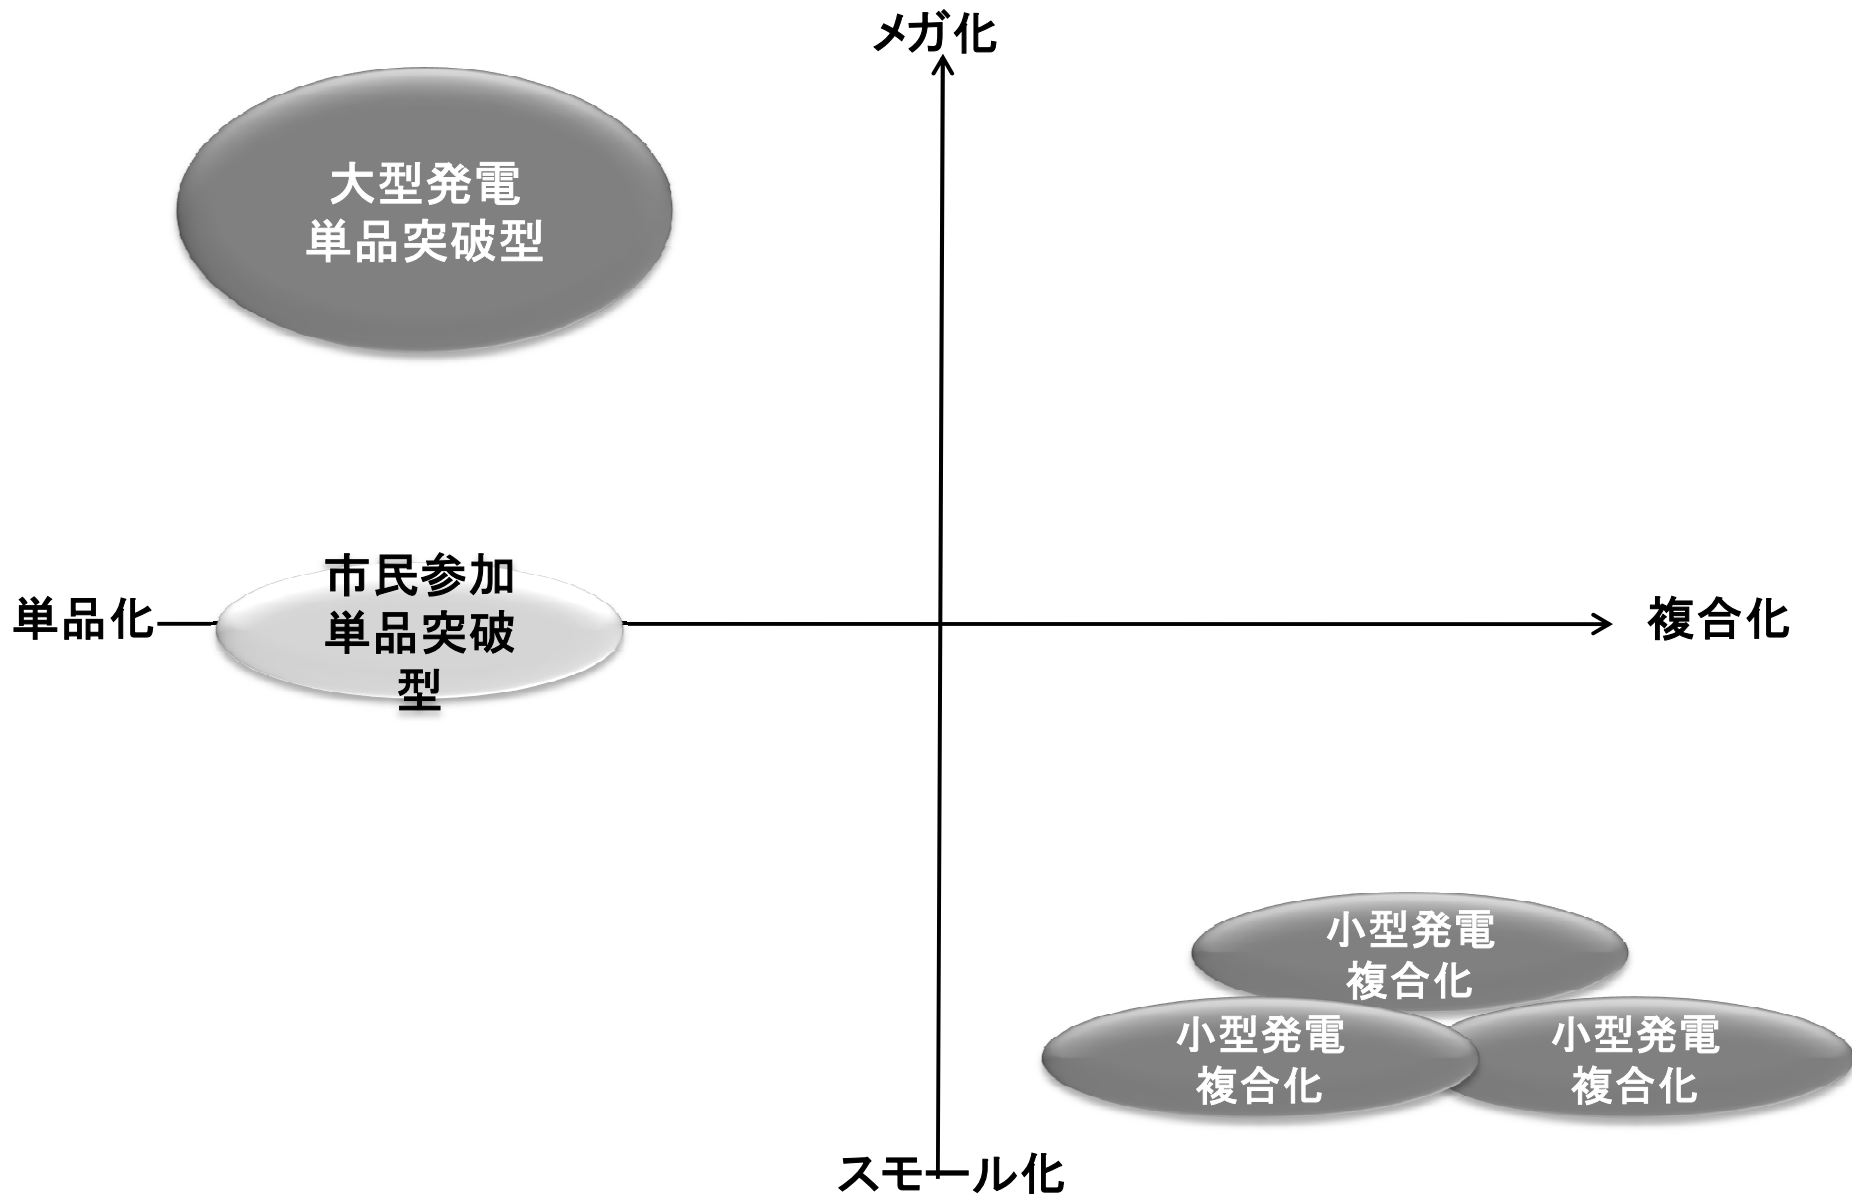 メガ化
大型発電
単品突破型
単品化
市民参加
単品突破
型
複合化
小型発電
複合化
小型発電
複合化
小型発電
複合化
スモール化